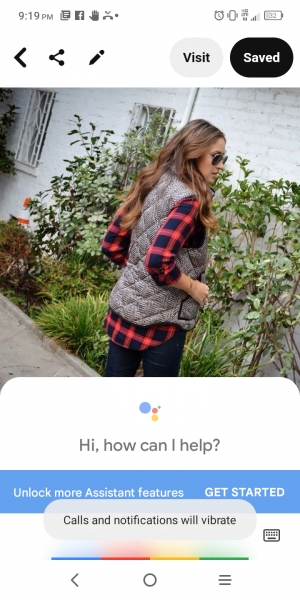 9:19 PM
32
Visit
Saved
Hi, how can I help?
Unlock more Assistant features GET STARTED
Calls and notifications will vibrate